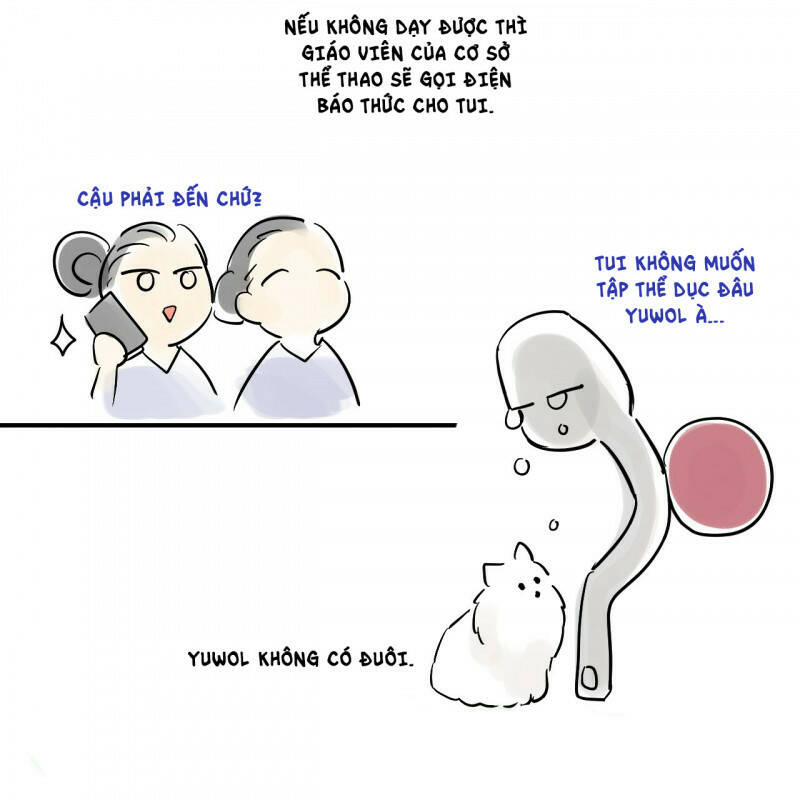 NẾU KHÔNG DẠY ĐƯỢC THÌ
GIÁO VIÊN CỦA CƠ SỞ
THỂ THAO SẼ GỌI ĐIỆN
BÁO THỨC CHO TUI.
CẬU PHẢI ĐẾN CHỨ?
TUI KHÔNG MUỐN
TẬP THỂ DỤC ĐÂU
YUWOL À...
YUWOL KHÔNG CÓ ĐUÔI.